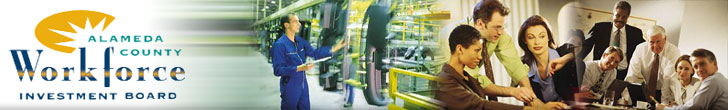 ALAMEDA
COUNTY
Workforce
INVESTMENT BOARD